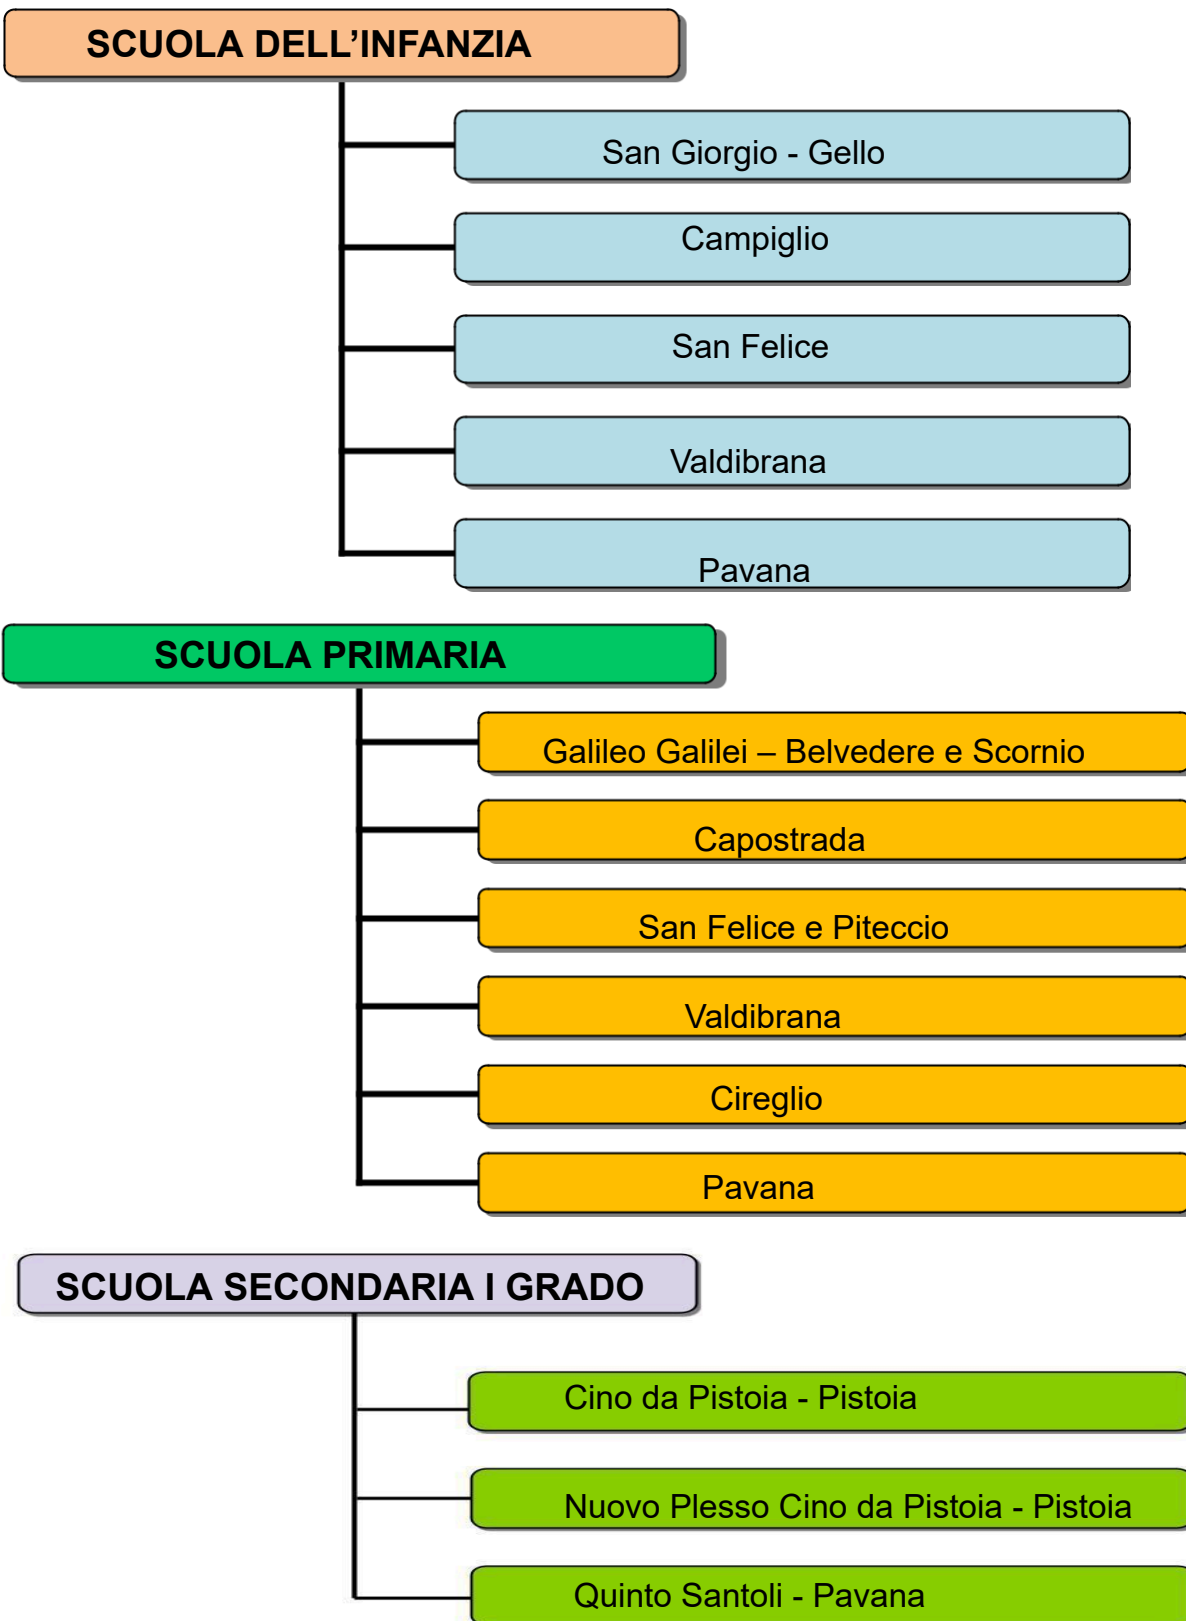 SCUOLA DELL’INFANZIA
San Giorgio - Gello
Campiglio
San Felice
Valdibrana
Pavana
SCUOLA PRIMARIA
Galileo Galilei – Belvedere e Scornio
Capostrada
San Felice e Piteccio
Valdibrana
Cireglio
Pavana
SCUOLA SECONDARIA I GRADO
Cino da Pistoia - Pistoia
Nuovo Plesso Cino da Pistoia - Pistoia
Quinto Santoli - Pavana